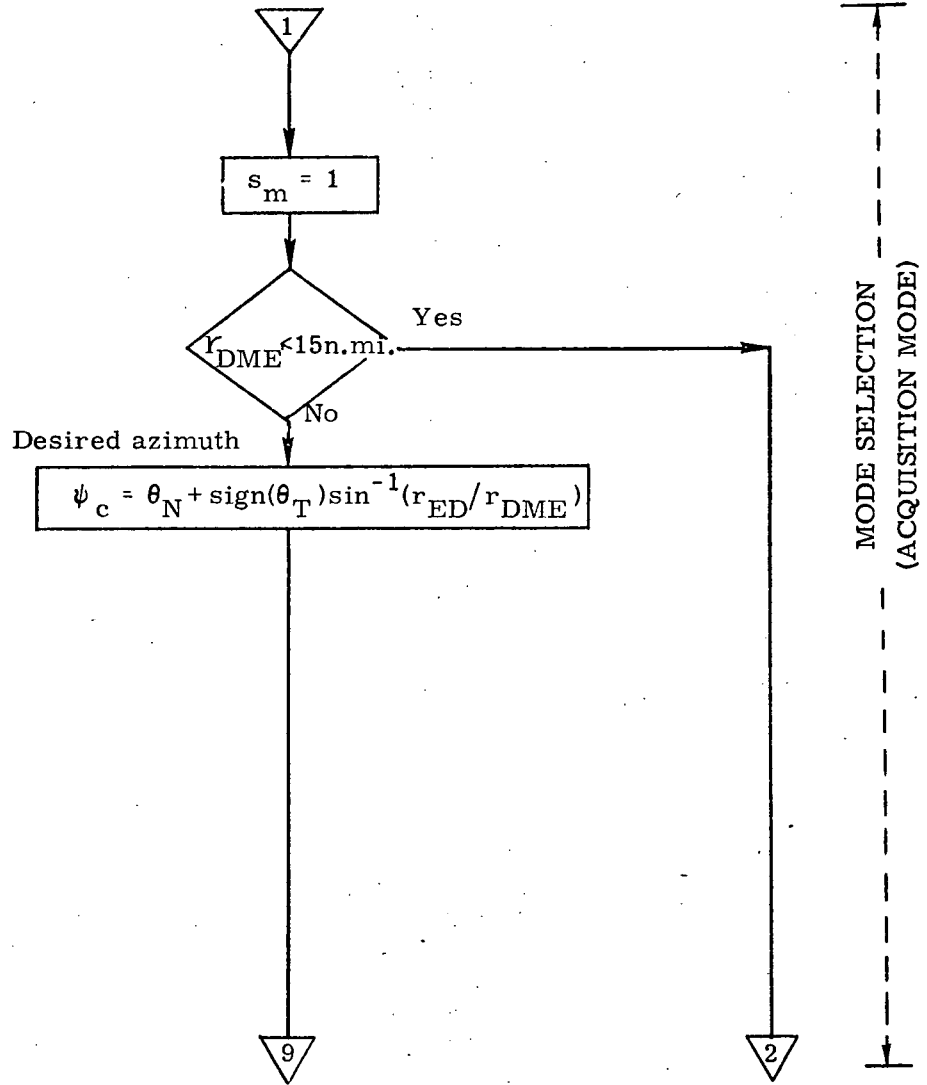 1
s_m = 1
r_DME <15n.mi.
Yes
No
Desired azimuth
ψ_c = θ_N + sign(θ_T) sin^-1 (r_ED/r_DME)
9
2
MODE SELECTION
(ACQUISITION MODE)